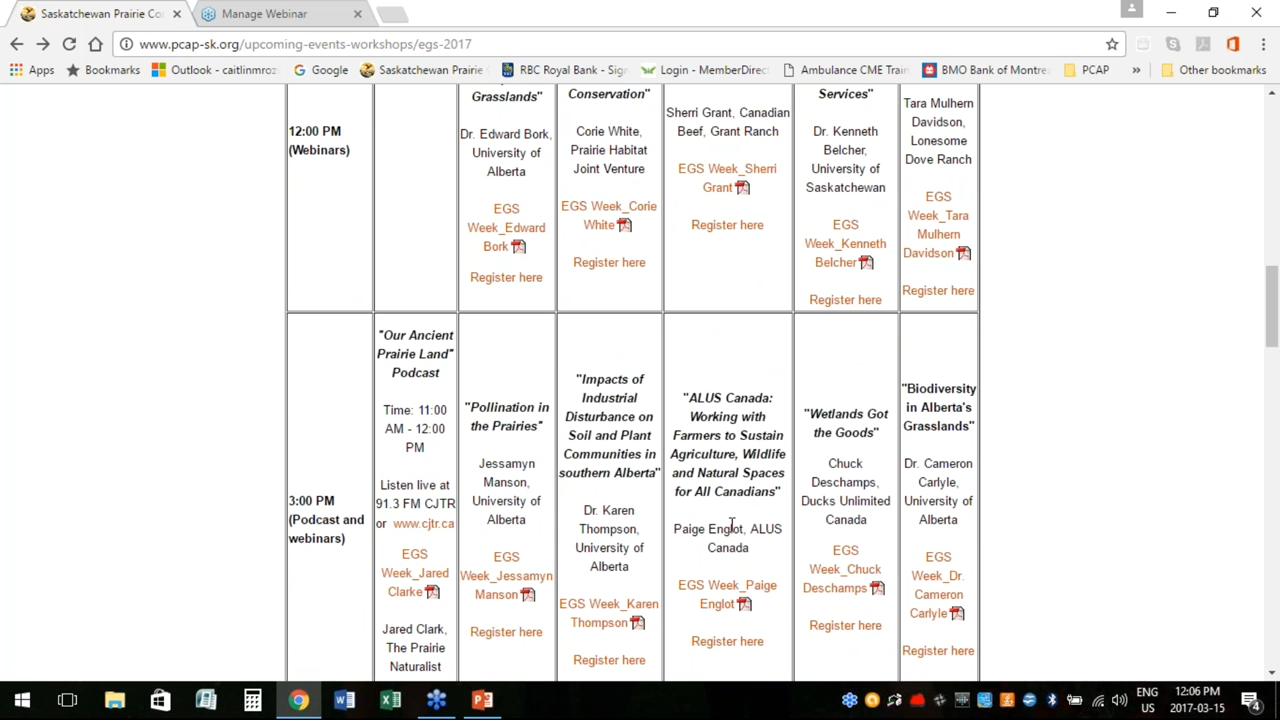 Saskatchewan Prairie Co
Manage Webinar
www.pcap-sk.org/upcoming-events-workshops/egs-2017
Apps
Bookmarks
Outlook - caitlinmroz
Google
Saskatchewan Prairie
RBC Royal Bank - Sig
Login - MemberDirect
Ambulance CME Train
BMO Bank of Montre
PCAP
»
Other bookmarks
12:00 PM
(Webinars)
Grasslands"
Dr. Edward Bork,
University of
Alberta
EGS
Week_Edward
Bork
Register here
Conservation"
Corie White,
Prairie Habitat
Joint Venture
EGS Week_Corie
White
Register here
Sherri Grant, Canadian
Beef, Grant Ranch
EGS Week_Sherri
Grant
Register here
Services"
Dr. Kenneth
Belcher,
University of
Saskatchewan
EGS
Week_Kenneth
Belcher
Register here
Tara Mulhern
Davidson,
Lonesome
Dove Ranch
EGS
Week_Tara
Mulhern
Davidson
Register here
3:00 PM
(Podcast and
webinars)
"Our Ancient
Prairie Land"
Podcast
Time: 11:00
AM - 12:00
PM
Listen live at
91.3 FM CJTR
or www.cjtr.ca
EGS
Week_Jared
Clarke
Jared Clark,
The Prairie
Naturalist
"Pollination in
the Prairies"
Jessamyn
Manson,
University of
Alberta
EGS
Week_Jessamyn
Manson
Register here
"Impacts of
Industrial
Disturbance on
Soil and Plant
Communities in
southern Alberta"
Dr. Karen
Thompson,
University of
Alberta
EGS Week_Karen
Thompson
Register here
"ALUS Canada:
Working with
Farmers to Sustain
Agriculture, Wildlife
and Natural Spaces
for All Canadians"
Paige Englot, ALUS
Canada
EGS Week_Paige
Englot
Register here
"Wetlands Got
the Goods"
Chuck
Deschamps,
Ducks Unlimited
Canada
EGS
Week_Chuck
Deschamps
Register here
"Biodiversity
in Alberta's
Grasslands"
Dr. Cameron
Carlyle,
University of
Alberta
EGS
Week_Dr.
Cameron
Carlyle
Register here
ENG
US
12:06 PM
2017-03-15
4